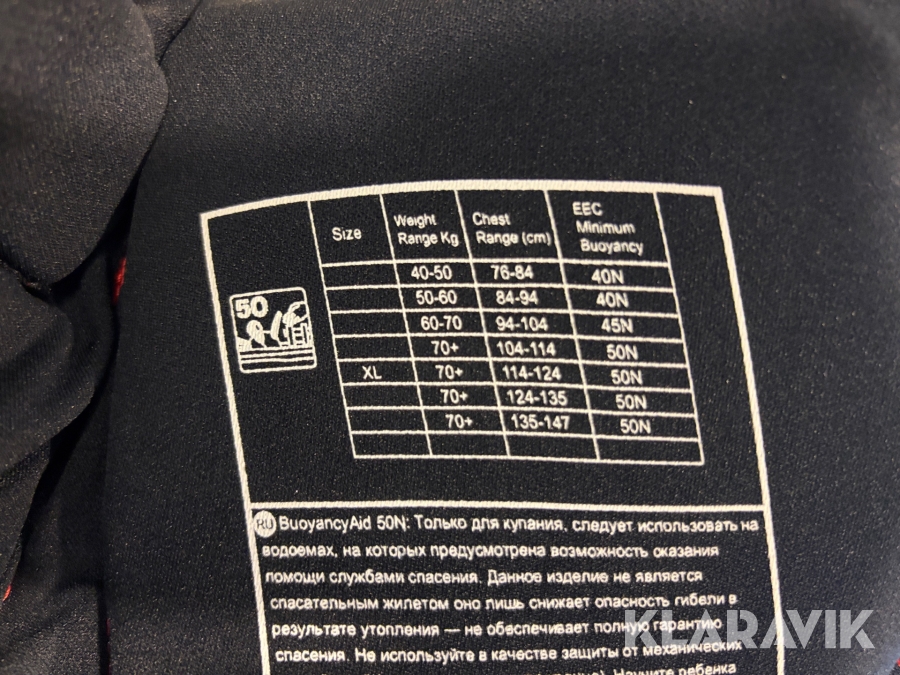 Size Weight Range Kg Chest Range (cm) EEC Minimum Buoyancy
40-50 76-84 40N
50-60 84-94 40N
60-70 94-104 45N
70+ 104-114 50N
XL 70+ 114-124 50N
70+ 124-135 50N
70+ 135-147 50N
50
RU BuoyancyAid 50N: Только для купания, следует использовать на
водоемах, на которых предусмотрена возможность оказания
помощи службами спасения. Данное изделие не является
спасательным жилетом оно лишь снижает опасность гибели в
результате утопления — не обеспечивает полную гарантию
спасения. Не используйте в качестве защиты от механических
Научите ребенка
KLARAVIK